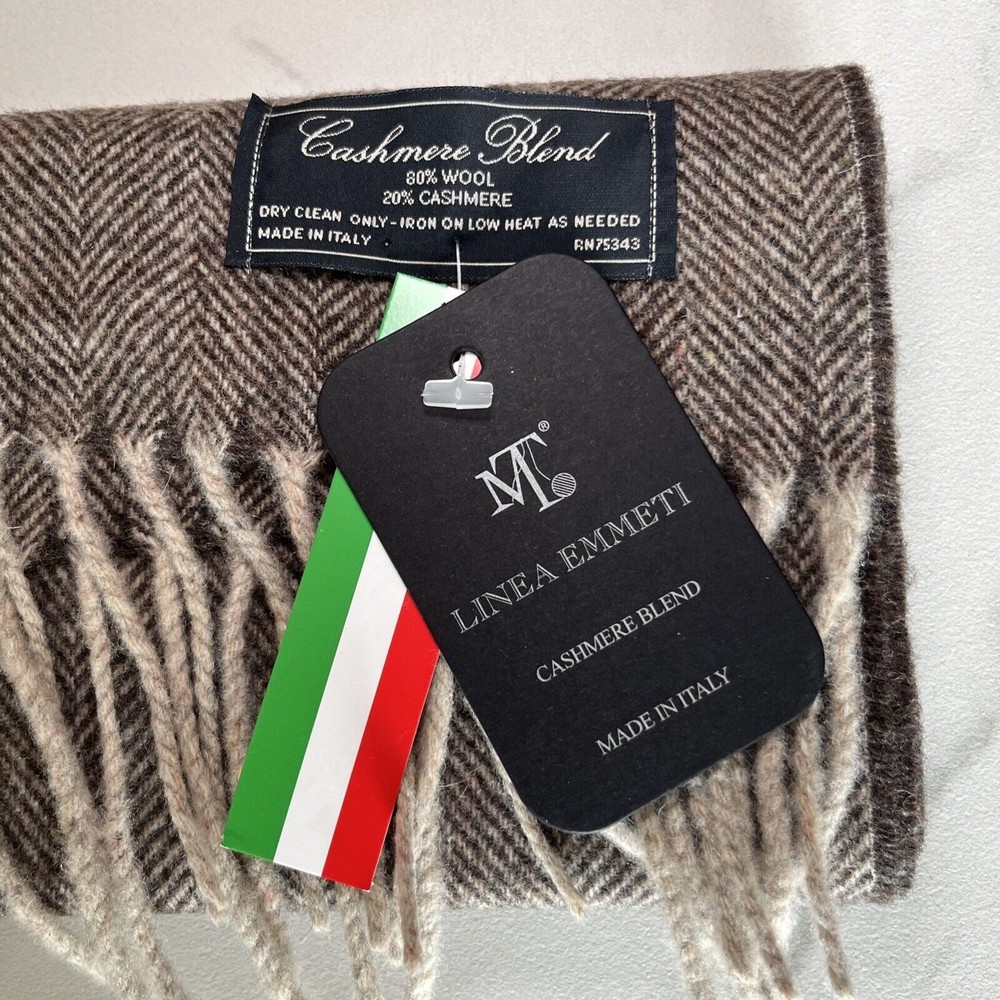 Cashmere Blend
80% WOOL
20% CASHMERE
DRY CLEAN ONLY-IRON ON LOW HEAT AS NEEDED
MADE IN ITALY RN75343
MT®
LINEA EMMETI
CASHMERE BLEND
MADE IN ITALY